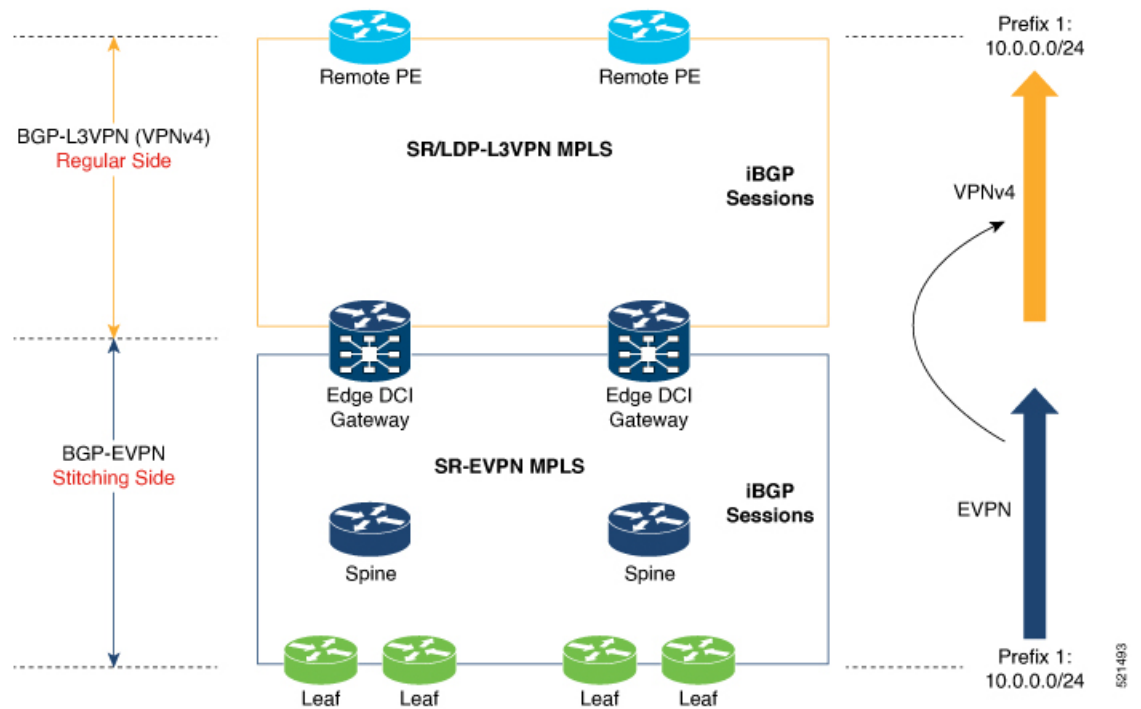 Prefix 1:
10.0.0.0/24
Remote PE
Remote PE
BGP-L3VPN (VPNv4)
Regular Side
SR/LDP-L3VPN MPLS
iBGP
Sessions
VPNv4
Edge DCI
Gateway
Edge DCI
Gateway
BGP-EVPN
Stitching Side
SR-EVPN MPLS
iBGP
Sessions
EVPN
Spine
Spine
Leaf
Leaf
Leaf
Leaf
Prefix 1:
10.0.0.0/24
521493